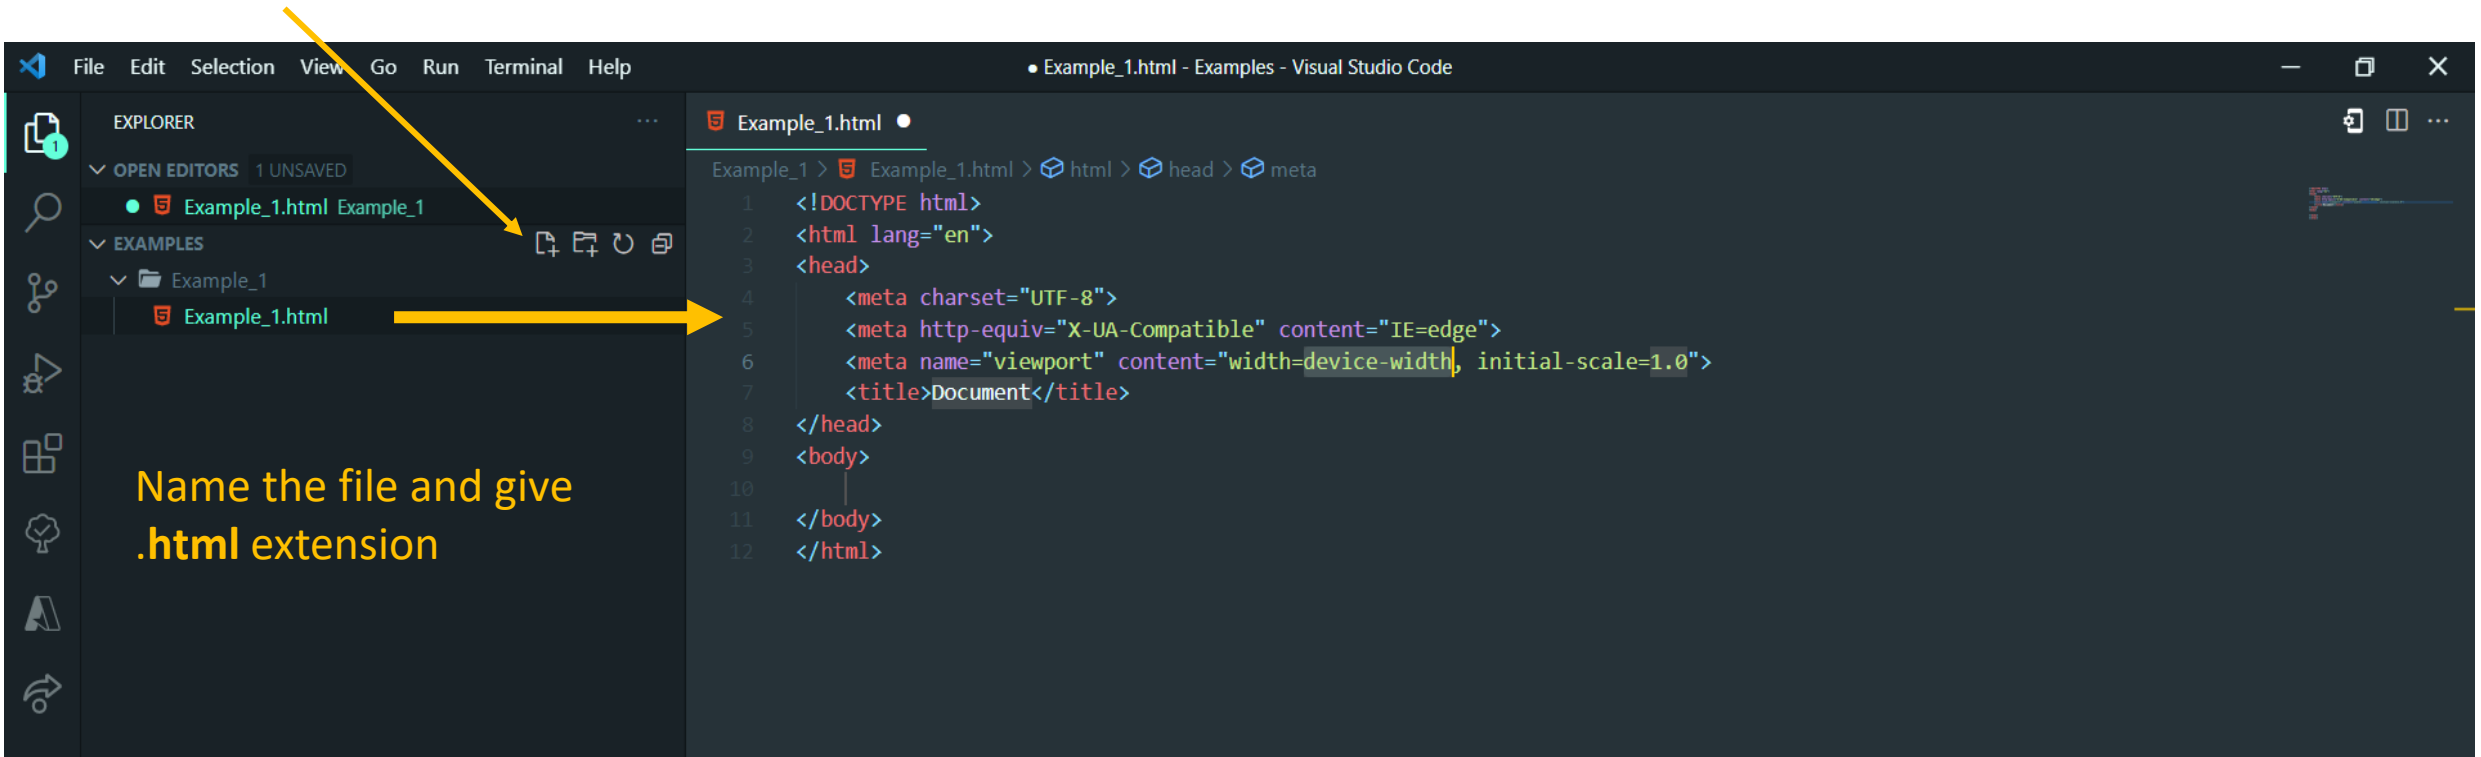 File Edit Selection View Go Run Terminal Help
● Example_1.html - Examples - Visual Studio Code
EXPLORER
1
OPEN EDITORS 1 UNSAVED
Example_1.html Example_1
EXAMPLES
Example_1
Example_1.html
Name the file and give
.html extension
Example_1.html
Example_1 > Example_1.html > html > head > meta
1 <!DOCTYPE html>
2 <html lang="en">
3 <head>
4 <meta charset="UTF-8">
5 <meta http-equiv="X-UA-Compatible" content="IE=edge">
6 <meta name="viewport" content="width=device-width, initial-scale=1.0">
7 <title>Document</title>
8 </head>
9 <body>
10
11 </body>
12 </html>